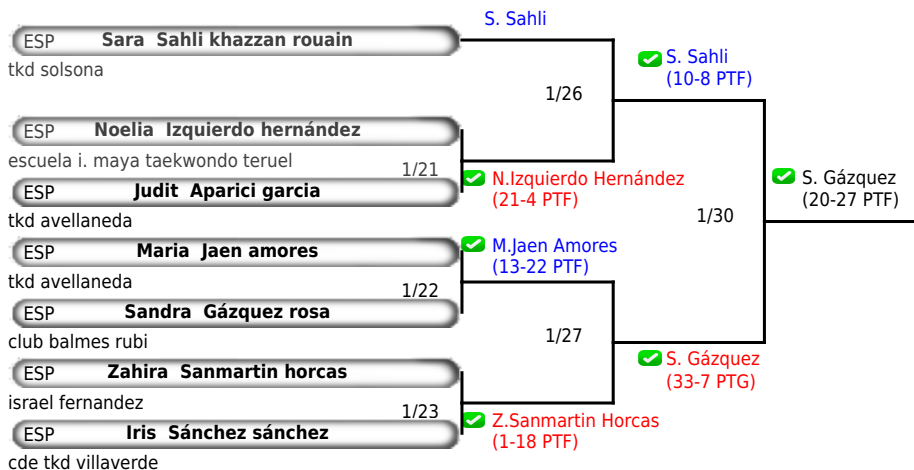 S. Sahli
ESP Sara Sahli khazzan rouain
tkd solsona
S. Sahli
(10-8 PTF)
1/26
ESP Noelia Izquierdo hernández
escuela i. maya taekwondo teruel
1/21
N.Izquierdo Hernández
(21-4 PTF)
ESP Judit Aparici garcia
tkd avellaneda
S. Gázquez
(20-27 PTF)
1/30
ESP Maria Jaen amores
tkd avellaneda
1/22
M.Jaen Amores
(13-22 PTF)
ESP Sandra Gázquez rosa
club balmes rubi
1/27
S. Gázquez
(33-7 PTG)
ESP Zahira Sanmartin horcas
israel fernandez
1/23
Z.Sanmartin Horcas
(1-18 PTF)
ESP Iris Sánchez sánchez
cde tkd villaverde